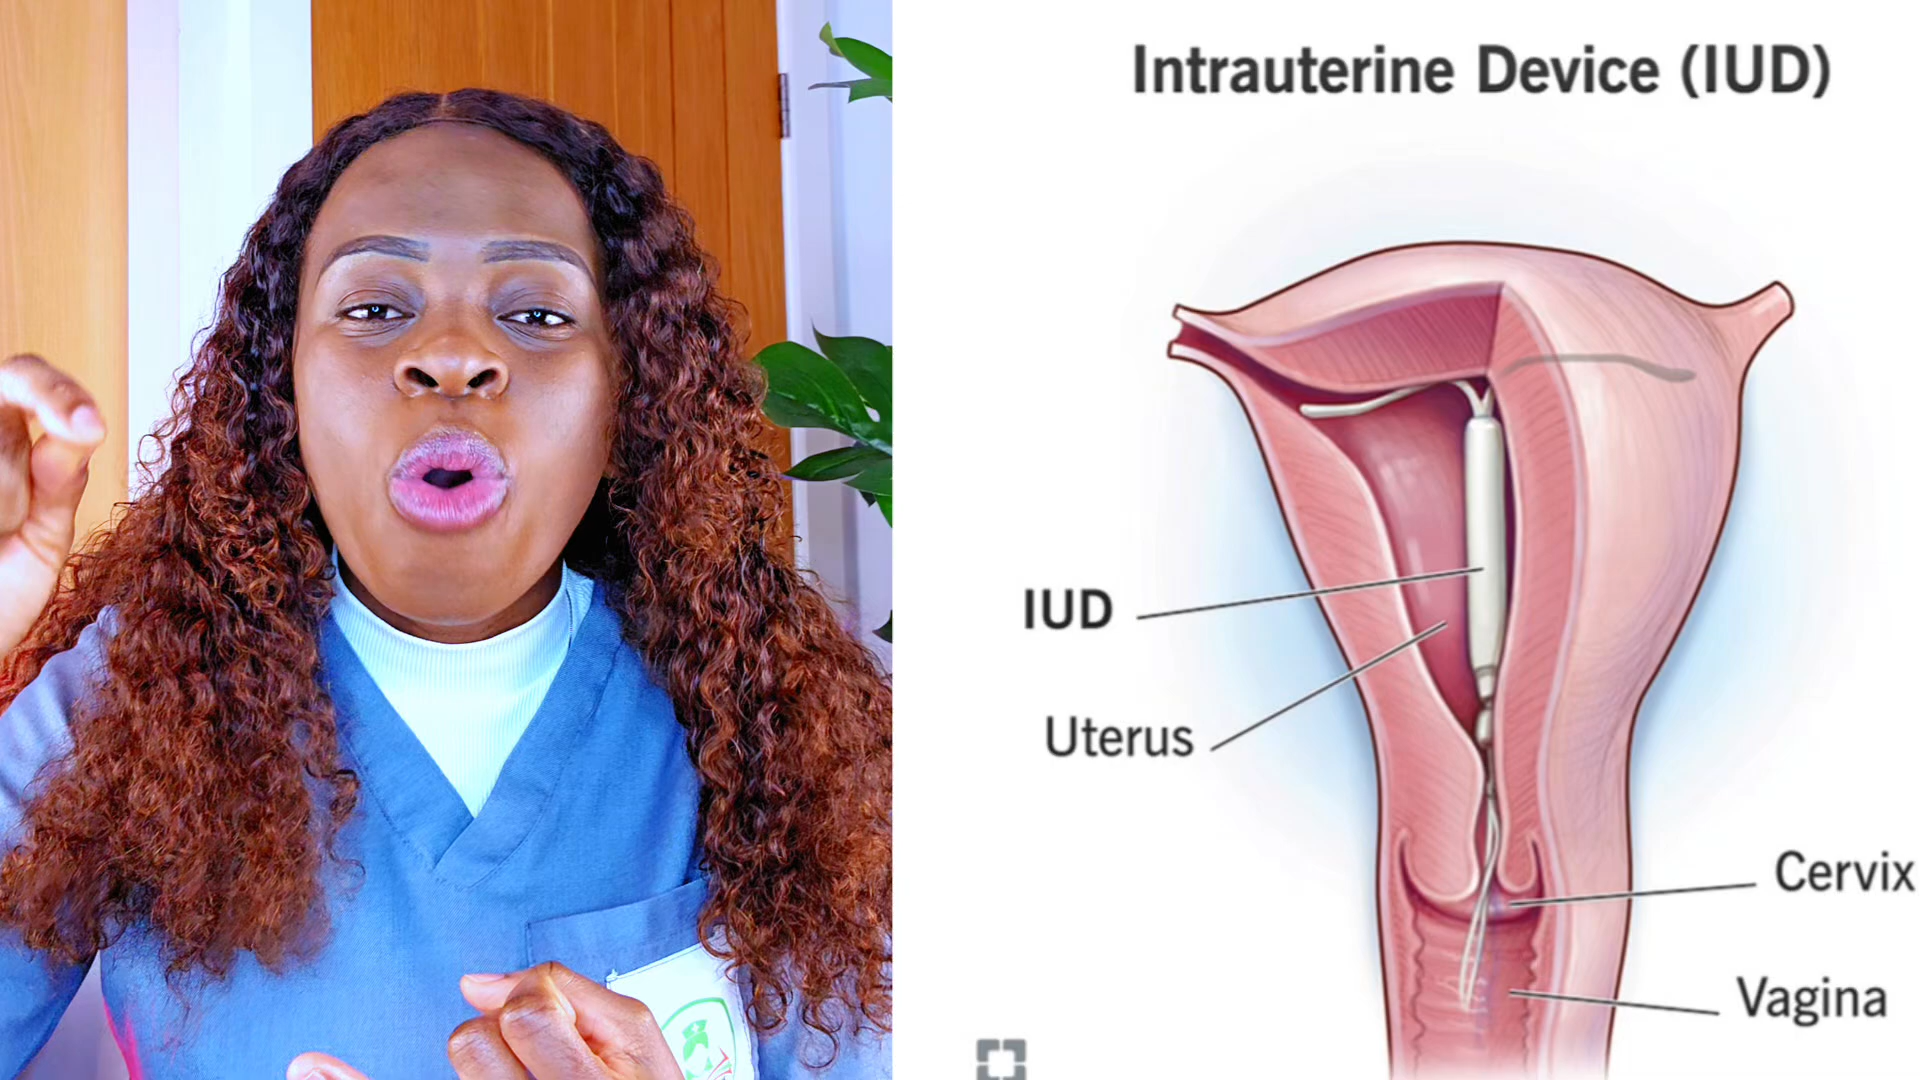 Intrauterine Device (IUD)
IUD
Uterus
Cervix
Vagina